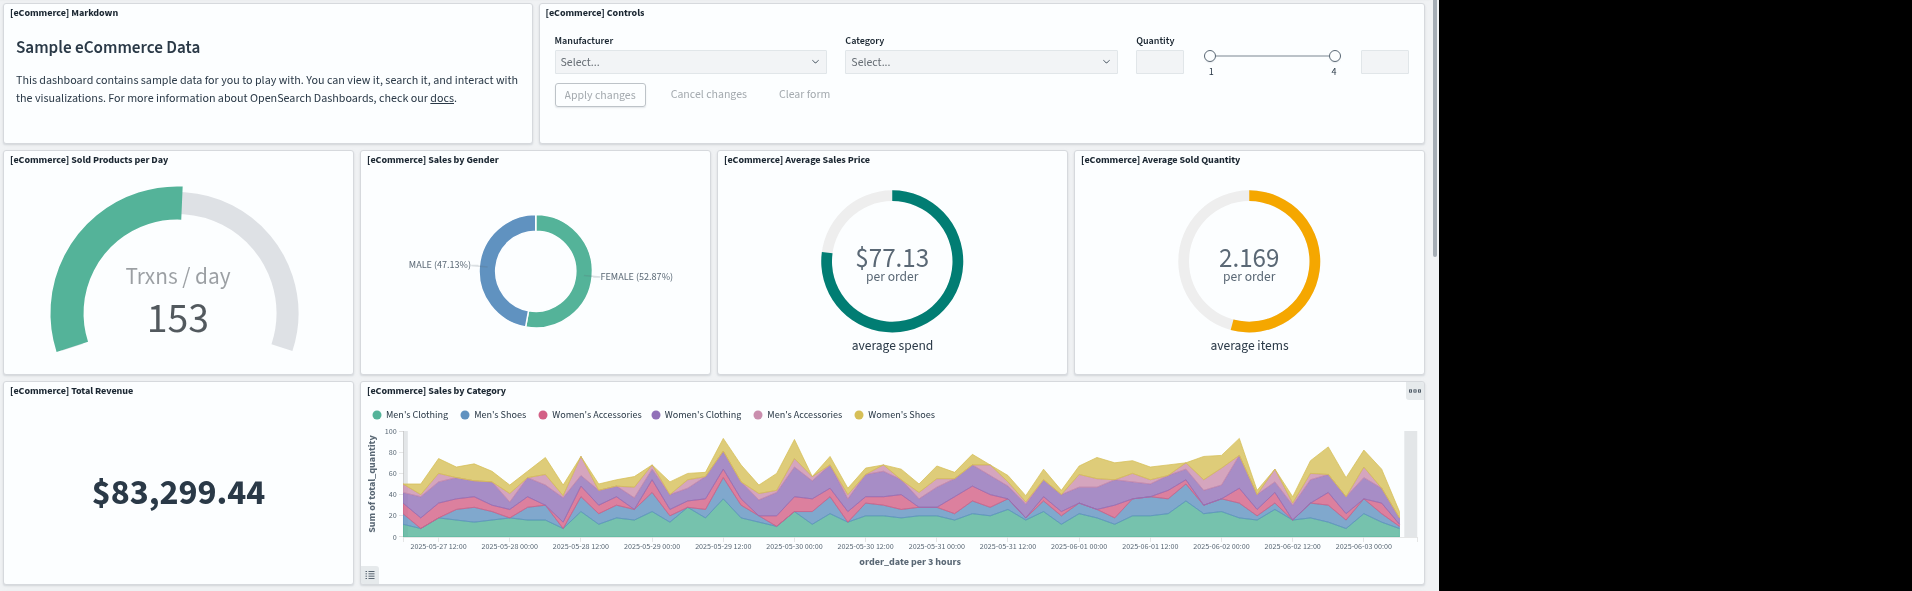 [eCommerce] Markdown
Sample eCommerce Data
This dashboard contains sample data for you to play with. You can view it, search it, and interact with
the visualizations. For more information about OpenSearch Dashboards, check our docs.
[eCommerce] Controls
Manufacturer
Select...
Category
Select...
Quantity
1
4
Apply changes
Cancel changes
Clear form
[eCommerce] Sold Products per Day
Trxns / day
153
[eCommerce] Sales by Gender
MALE (47.13%)
FEMALE (52.87%)
[eCommerce] Average Sales Price
$77.13
per order
average spend
[eCommerce] Average Sold Quantity
2.169
per order
average items
[eCommerce] Total Revenue
$83,299.44
[eCommerce] Sales by Category
Men's Clothing
Men's Shoes
Women's Accessories
Women's Clothing
Men's Accessories
Women's Shoes
Sum of total_quantity
100
80
60
40
20
0
2025-05-27 12:00
2025-05-28 00:00
2025-05-28 12:00
2025-05-29 00:00
2025-05-29 12:00
2025-05-30 00:00
2025-05-30 12:00
2025-05-31 00:00
2025-05-31 12:00
2025-06-01 00:00
2025-06-01 12:00
2025-06-02 00:00
2025-06-02 12:00
2025-06-03 00:00
order_date per 3 hours